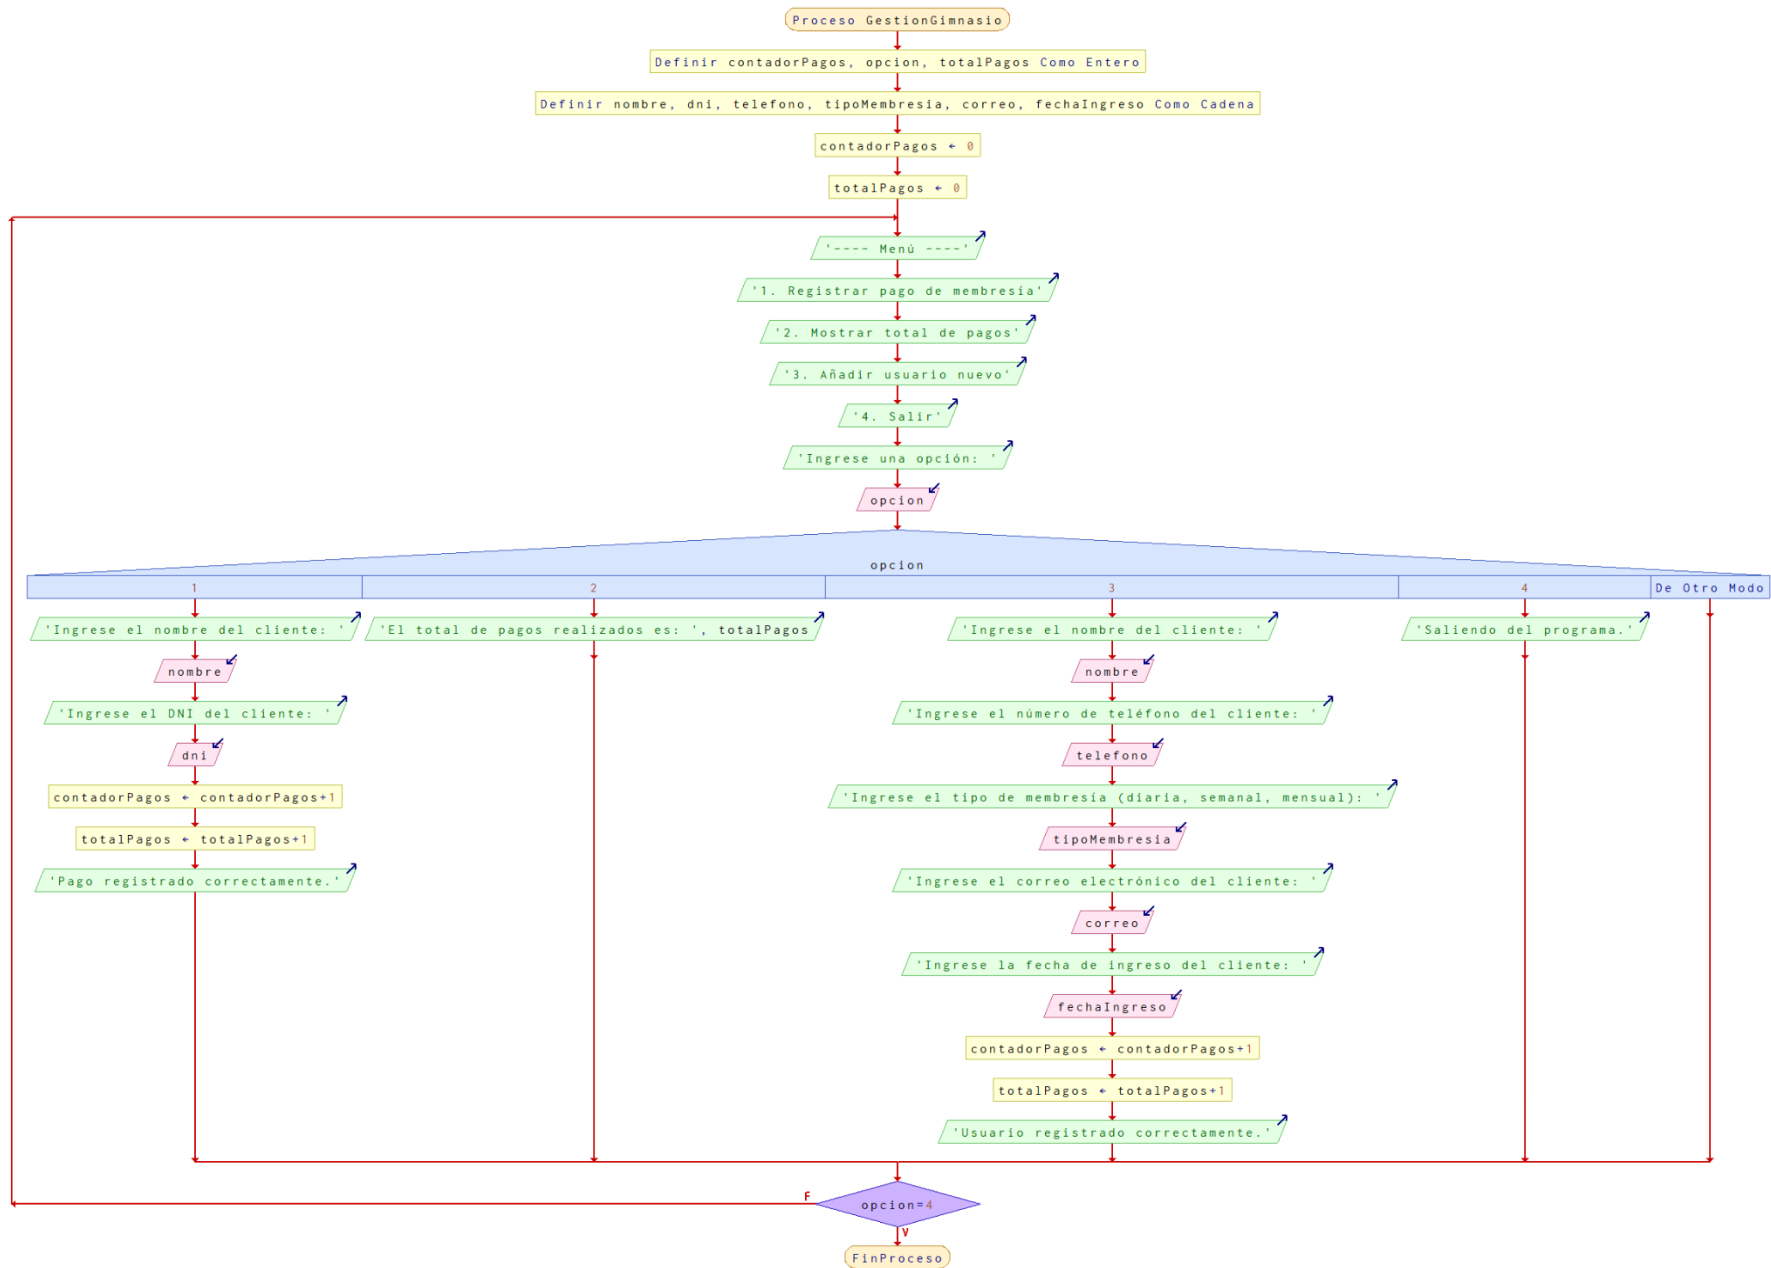 Proceso GestionGimnasio
Definir contadorPagos, opcion, totalPagos Como Entero
Definir nombre, dni, telefono, tipoMembresia, correo, fechaIngreso Como Cadena
contadorPagos ← 0
totalPagos ← 0
'---- Menú ----'
'1. Registrar pago de membresía'
'2. Mostrar total de pagos'
'3. Añadir usuario nuevo'
'4. Salir'
'Ingrese una opción: '
opcion
opcion
1
2
3
4
De Otro Modo
'Ingrese el nombre del cliente: '
nombre
'Ingrese el DNI del cliente: '
dni
contadorPagos ← contadorPagos+1
totalPagos ← totalPagos+1
'Pago registrado correctamente.'
'El total de pagos realizados es: ', totalPagos
'Ingrese el nombre del cliente: '
nombre
'Ingrese el número de teléfono del cliente: '
telefono
'Ingrese el tipo de membresía (diaria, semanal, mensual): '
tipoMembresia
'Ingrese el correo electrónico del cliente: '
correo
'Ingrese la fecha de ingreso del cliente: '
fechaIngreso
contadorPagos ← contadorPagos+1
totalPagos ← totalPagos+1
'Usuario registrado correctamente.'
'Saliendo del programa.'
F
opcion=4
V
FinProceso